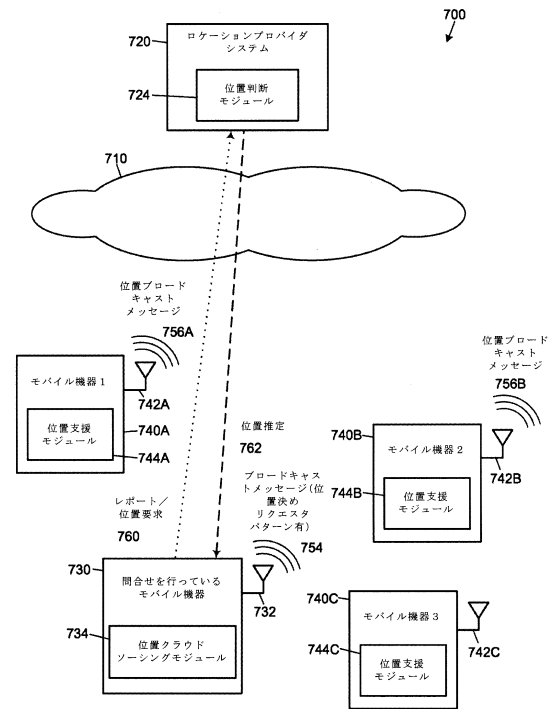 700
720
ロケーションプロバイダ
システム
724
位置判断
モジュール
710
位置ブロード
キャスト
メッセージ
756A
モバイル機器1
742A
740A
位置支援
モジュール
744A
位置ブロード
キャスト
メッセージ
756B
740B
モバイル機器2
742B
744B
位置支援
モジュール
位置推定
762
レポート/
位置要求
760
ブロードキャス
トメッセージ(位
置決め
リクエスタ
パターン有)
754
730
問合せを行っている
モバイル機器
732
734
位置クラウド
ソーシングモジュール
740C
モバイル機器3
742C
744C
位置支援
モジュール